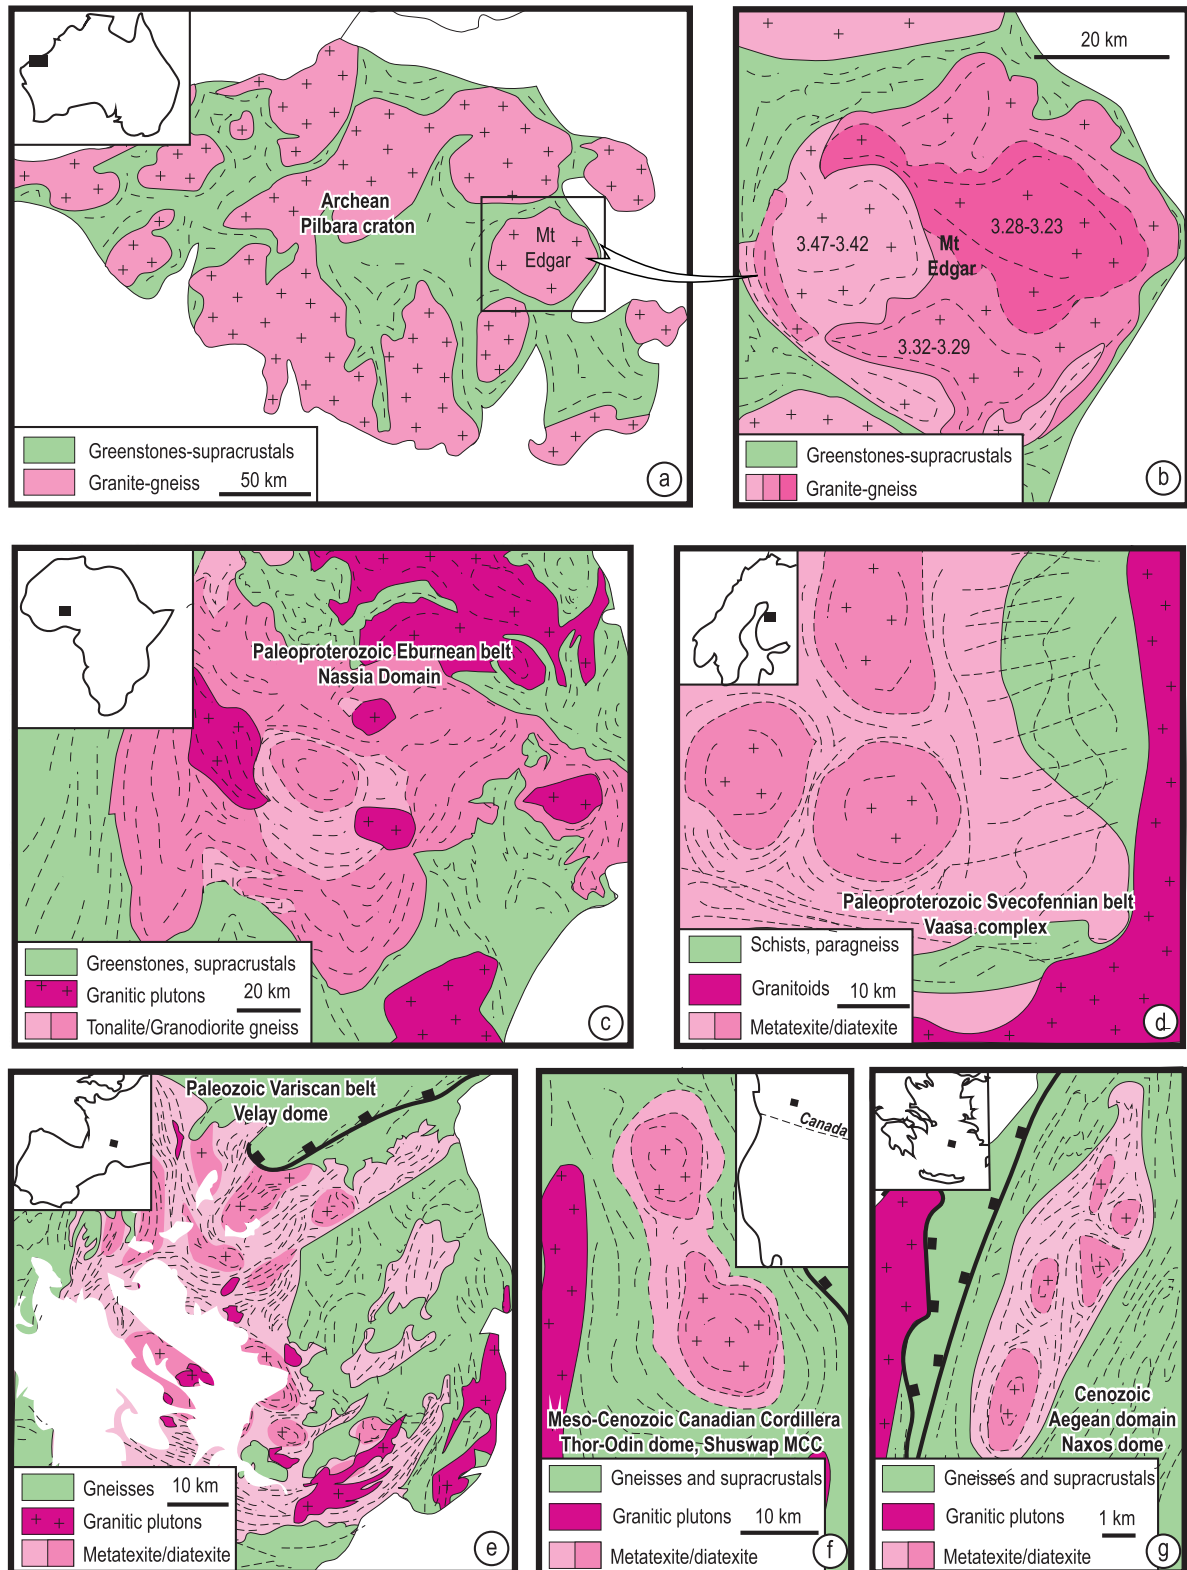 Archean
Pilbara craton
Mt
Edgar
Greenstones-supracrustals
Granite-gneiss
50 km
a
20 km
3.47-3.42
3.28-3.23
Mt
Edgar
3.32-3.29
Greenstones-supracrustals
Granite-gneiss
b
Paleoproterozoic Eburnean belt
Nassia Domain
Greenstones, supracrustals
Granitic plutons
20 km
Tonalite/Granodiorite gneiss
c
Paleoproterozoic Svecofennian belt
Vaasa complex
Schists, paragneiss
Granitoids
10 km
Metatexite/diatexite
d
Paleozoic Variscan belt
Velay dome
Gneisses
10 km
Granitic plutons
Metatexite/diatexite
e
Canada
Meso-Cenozoic Canadian Cordillera
Thor-Odin dome, Shuswap MCC
Gneisses and supracrustals
Granitic plutons
10 km
Metatexite/diatexite
f
Cenozoic
Aegean domain
Naxos dome
Gneisses and supracrustals
Granitic plutons
1 km
Metatexite/diatexite
g